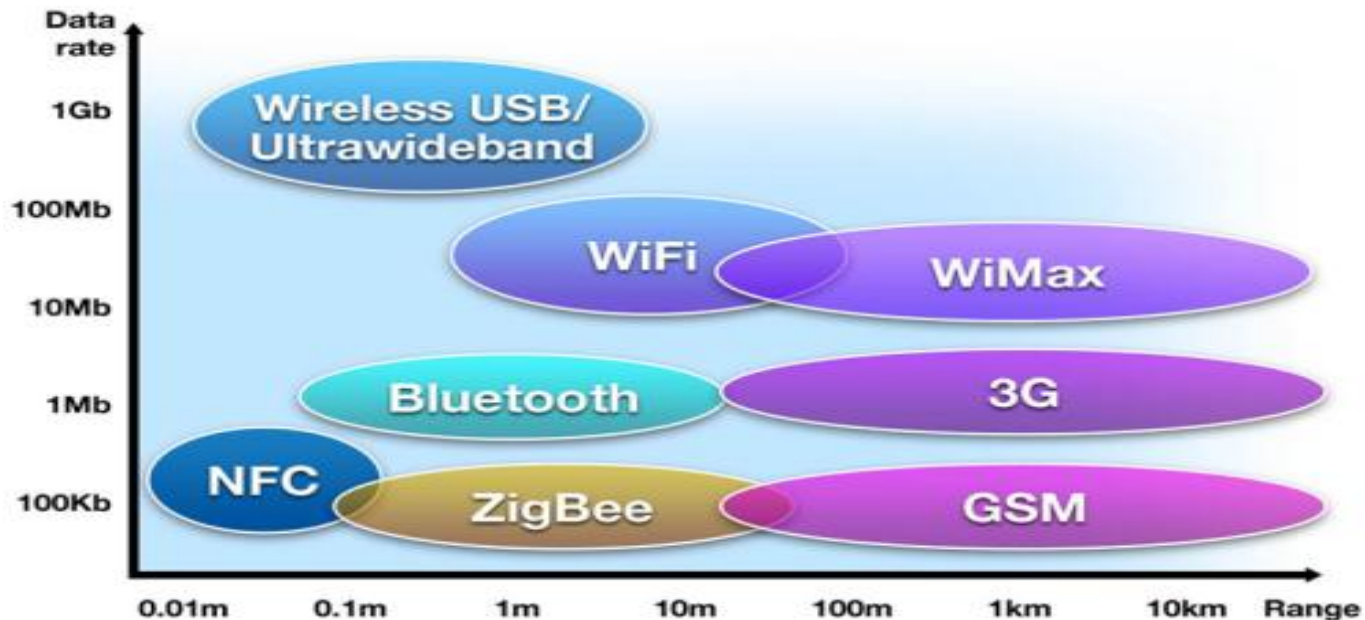 Data
rate
1Gb
100Mb
10Mb
1Mb
100Kb
Wireless USB/
Ultrawideband
WiFi
WiMax
Bluetooth
3G
NFC
ZigBee
GSM
0.01m 0.1m 1m 10m 100m 1km 10km Range